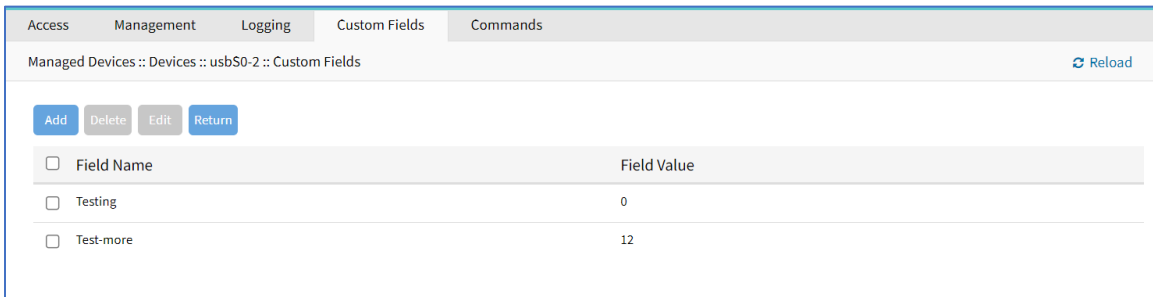 Access Management Logging Custom Fields Commands
Managed Devices :: Devices :: usbS0-2 :: Custom Fields Reload
Add Delete Edit Return
Field Name Field Value
Testing 0
Test-more 12